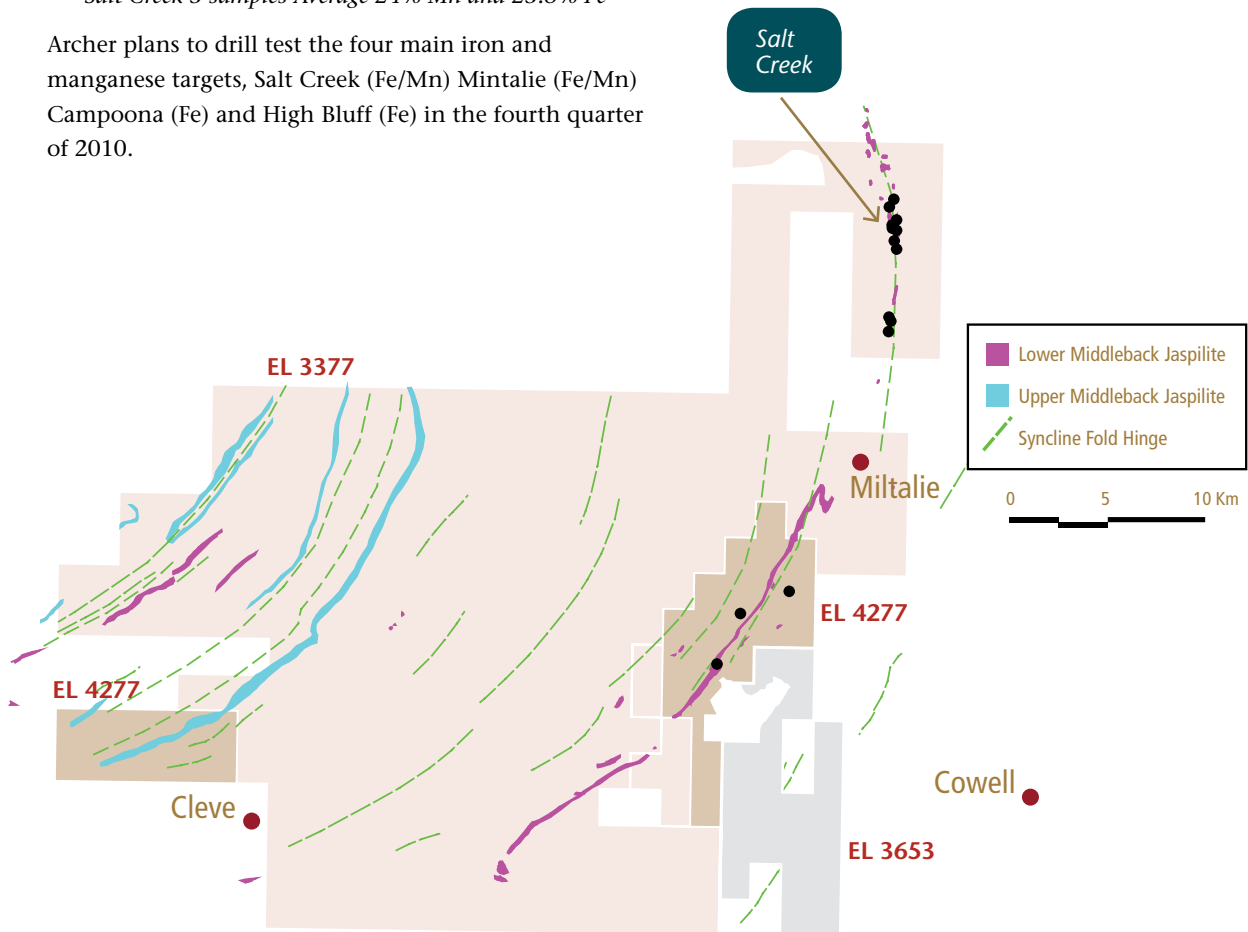 Archer plans to drill test the four main iron and
manganese targets, Salt Creek (Fe/Mn) Mintalie (Fe/Mn)
Campoona (Fe) and High Bluff (Fe) in the fourth quarter
of 2010.
Salt
Creek
EL 3377
Lower Middleback Jaspilite
Upper Middleback Jaspilite
Syncline Fold Hinge
0 5 10 Km
Miltalie
EL 4277
EL 4277
Cleve
Cowell
EL 3653